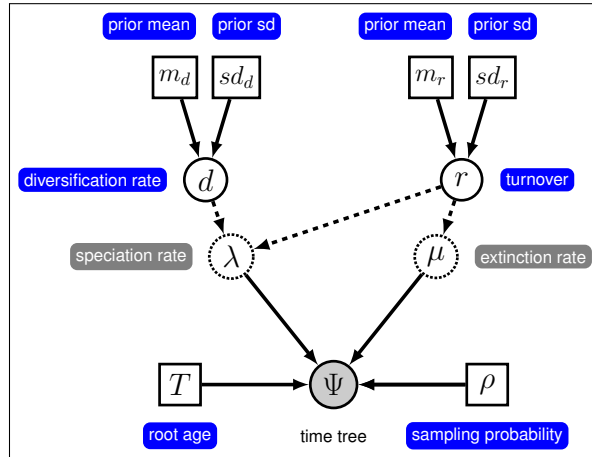 prior mean prior sd prior mean prior sd
m_d sd_d m_r sd_r
diversification rate d r turnover
speciation rate λ μ extinction rate
T Ψ ρ
root age time tree sampling probability